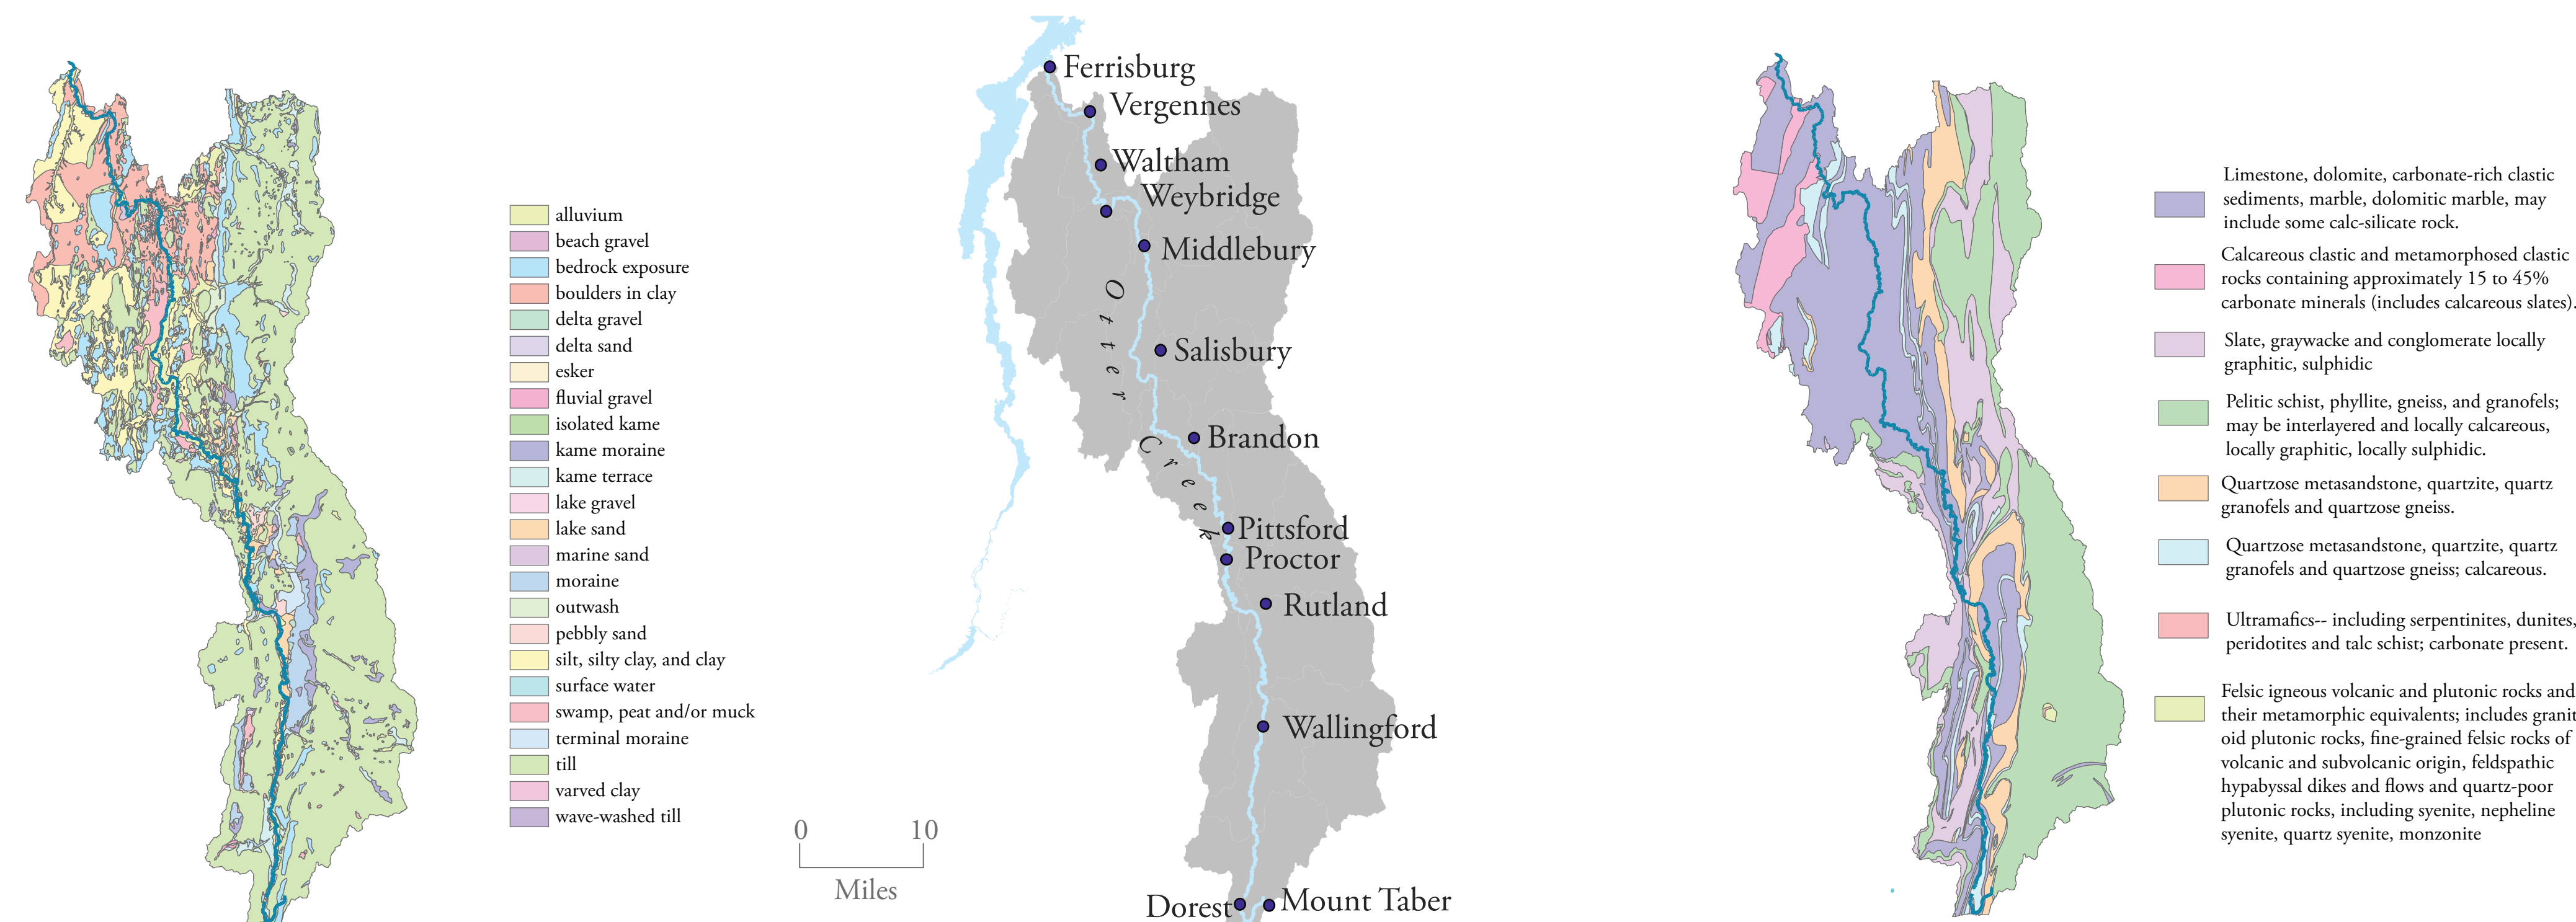 alluvium
beach gravel
bedrock exposure
boulders in clay
delta gravel
delta sand
esker
fluvial gravel
isolated kame
kame moraine
kame terrace
lake gravel
lake sand
marine sand
moraine
outwash
pebbly sand
silt, silty clay, and clay
surface water
swamp, peat and/or muck
terminal moraine
till
varved clay
wave-washed till
0 10
Miles
Ferrisburg
Vergennes
Waltham
Weybridge
Middlebury
Otter Creek
Salisbury
Brandon
Pittsford
Proctor
Rutland
Wallingford
Dorest
Mount Taber
Limestone, dolomite, carbonate-rich clastic
sediments, marble, dolomitic marble, may
include some calc-silicate rock.
Calcareous clastic and metamorphosed clastic
rocks containing approximately 15 to 45%
carbonate minerals (includes calcareous slates).
Slate, graywacke and conglomerate locally
graphitic, sulphidic
Pelitic schist, phyllite, gneiss, and granofels;
may be interlayered and locally calcareous,
locally graphitic, locally sulphidic.
Quartzose metasandstone, quartzite, quartz
granofels and quartzose gneiss.
Quartzose metasandstone, quartzite, quartz
granofels and quartzose gneiss; calcareous.
Ultramafics-- including serpentinites, dunites,
peridotites and talc schist; carbonate present.
Felsic igneous volcanic and plutonic rocks and
their metamorphic equivalents; includes granit
oid plutonic rocks, fine-grained felsic rocks of
volcanic and subvolcanic origin, feldspathic
hypabyssal dikes and flows and quartz-poor
plutonic rocks, including syenite, nepheline
syenite, quartz syenite, monzonite